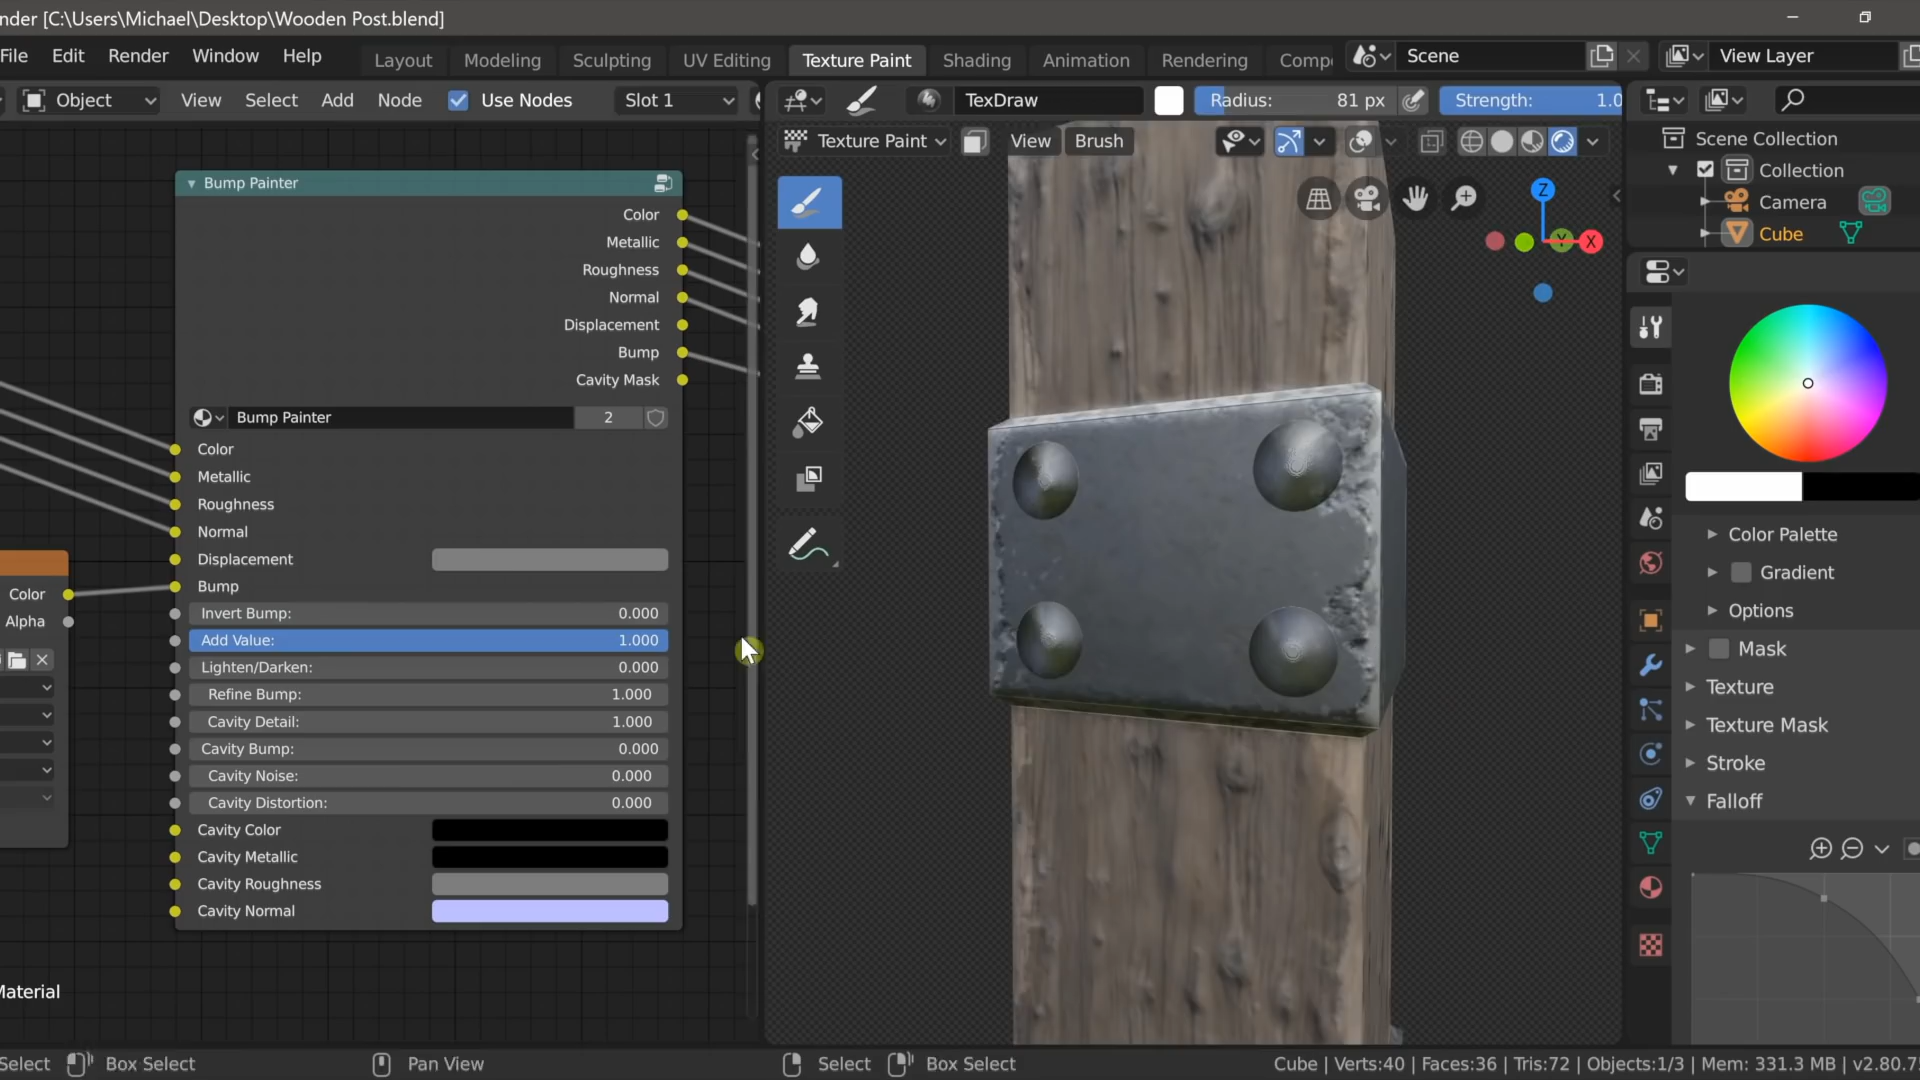 nder [C:\Users\Michael\Desktop\Wooden Post.blend]
File Edit Render Window Help Layout Modeling Sculpting UV Editing Texture Paint Shading Animation Rendering Comp Scene View Layer
Object View Select Add Node Use Nodes Slot 1 TexDraw Radius: 81 px Strength: 1.0
Texture Paint View Brush
Scene Collection
Collection
Camera
Cube
Z
Y
X
Bump Painter
Color
Metallic
Roughness
Normal
Displacement
Bump
Cavity Mask
Bump Painter 2
Color
Metallic
Roughness
Normal
Displacement
Bump
Invert Bump: 0.000
Add Value: 1.000
Lighten/Darken: 0.000
Refine Bump: 1.000
Cavity Detail: 1.000
Cavity Bump: 0.000
Cavity Noise: 0.000
Cavity Distortion: 0.000
Cavity Color
Cavity Metallic
Cavity Roughness
Cavity Normal
Color
Alpha
Material
Color Palette
Gradient
Options
Mask
Texture
Texture Mask
Stroke
Falloff
Select Box Select Pan View Select Box Select Cube | Verts:40 | Faces:36 | Tris:72 | Objects:1/3 | Mem: 331.3 MB | v2.80.7